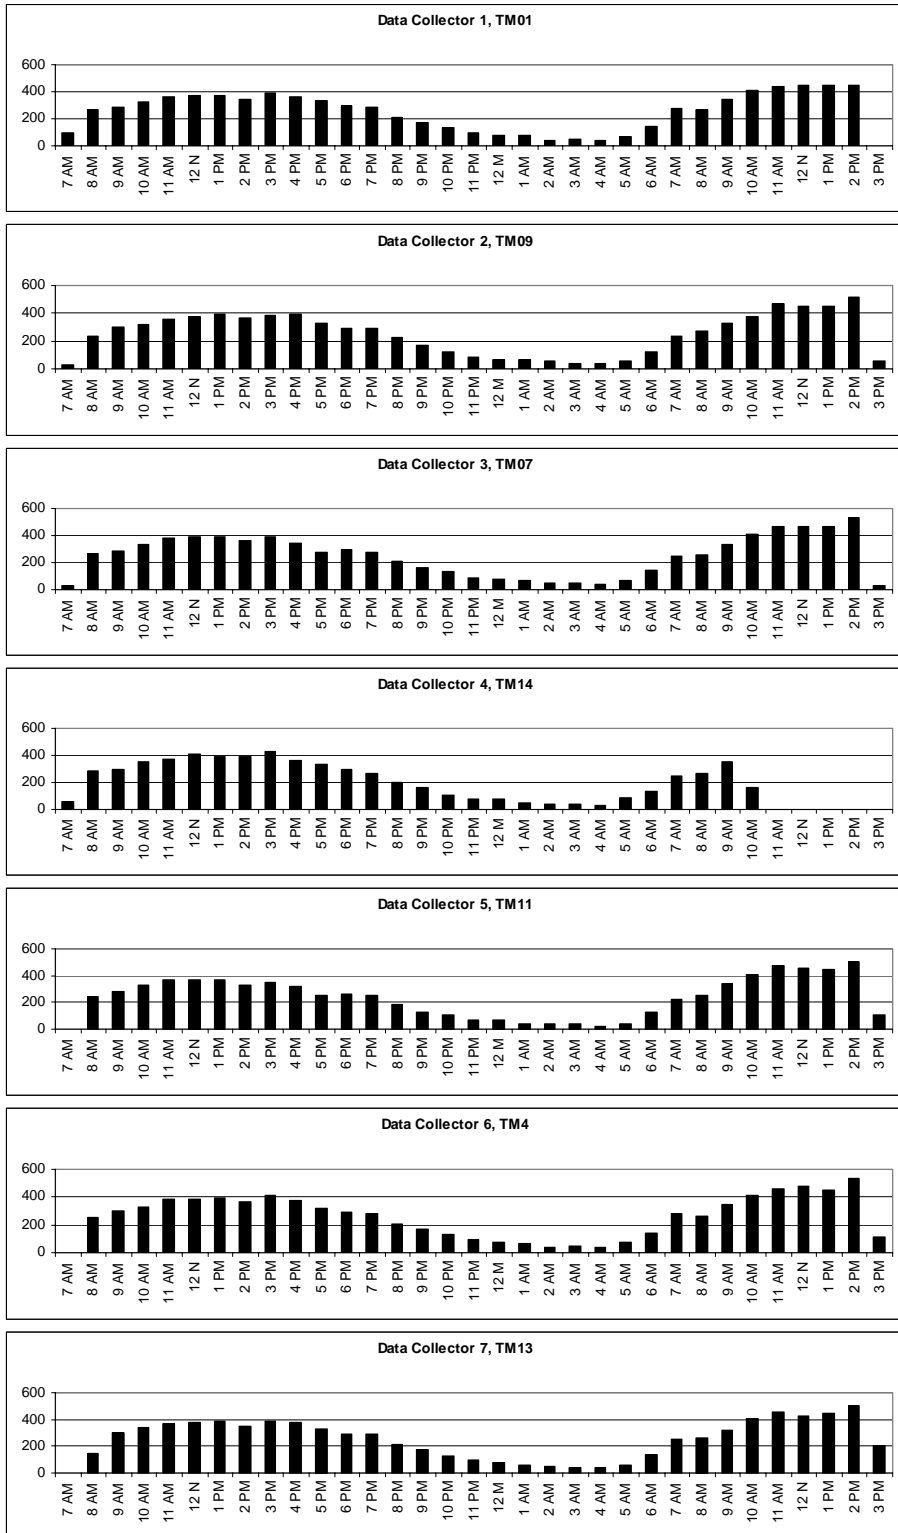 Data Collector 1, TM01
600
400
200
0
7 AM 8 AM 9 AM 10 AM 11 AM 12 N 1 PM 2 PM 3 PM 4 PM 5 PM 6 PM 7 PM 8 PM 9 PM 10 PM 11 PM 12 M 1 AM 2 AM 3 AM 4 AM 5 AM 6 AM 7 AM 8 AM 9 AM 10 AM 11 AM 12 N 1 PM 2 PM 3 PM
Data Collector 2, TM09
600
400
200
0
7 AM 8 AM 9 AM 10 AM 11 AM 12 N 1 PM 2 PM 3 PM 4 PM 5 PM 6 PM 7 PM 8 PM 9 PM 10 PM 11 PM 12 M 1 AM 2 AM 3 AM 4 AM 5 AM 6 AM 7 AM 8 AM 9 AM 10 AM 11 AM 12 N 1 PM 2 PM 3 PM
Data Collector 3, TM07
600
400
200
0
7 AM 8 AM 9 AM 10 AM 11 AM 12 N 1 PM 2 PM 3 PM 4 PM 5 PM 6 PM 7 PM 8 PM 9 PM 10 PM 11 PM 12 M 1 AM 2 AM 3 AM 4 AM 5 AM 6 AM 7 AM 8 AM 9 AM 10 AM 11 AM 12 N 1 PM 2 PM 3 PM
Data Collector 4, TM14
600
400
200
0
7 AM 8 AM 9 AM 10 AM 11 AM 12 N 1 PM 2 PM 3 PM 4 PM 5 PM 6 PM 7 PM 8 PM 9 PM 10 PM 11 PM 12 M 1 AM 2 AM 3 AM 4 AM 5 AM 6 AM 7 AM 8 AM 9 AM 10 AM 11 AM 12 N 1 PM 2 PM 3 PM
Data Collector 5, TM11
600
400
200
0
7 AM 8 AM 9 AM 10 AM 11 AM 12 N 1 PM 2 PM 3 PM 4 PM 5 PM 6 PM 7 PM 8 PM 9 PM 10 PM 11 PM 12 M 1 AM 2 AM 3 AM 4 AM 5 AM 6 AM 7 AM 8 AM 9 AM 10 AM 11 AM 12 N 1 PM 2 PM 3 PM
Data Collector 6, TM4
600
400
200
0
7 AM 8 AM 9 AM 10 AM 11 AM 12 N 1 PM 2 PM 3 PM 4 PM 5 PM 6 PM 7 PM 8 PM 9 PM 10 PM 11 PM 12 M 1 AM 2 AM 3 AM 4 AM 5 AM 6 AM 7 AM 8 AM 9 AM 10 AM 11 AM 12 N 1 PM 2 PM 3 PM
Data Collector 7, TM13
600
400
200
0
7 AM 8 AM 9 AM 10 AM 11 AM 12 N 1 PM 2 PM 3 PM 4 PM 5 PM 6 PM 7 PM 8 PM 9 PM 10 PM 11 PM 12 M 1 AM 2 AM 3 AM 4 AM 5 AM 6 AM 7 AM 8 AM 9 AM 10 AM 11 AM 12 N 1 PM 2 PM 3 PM